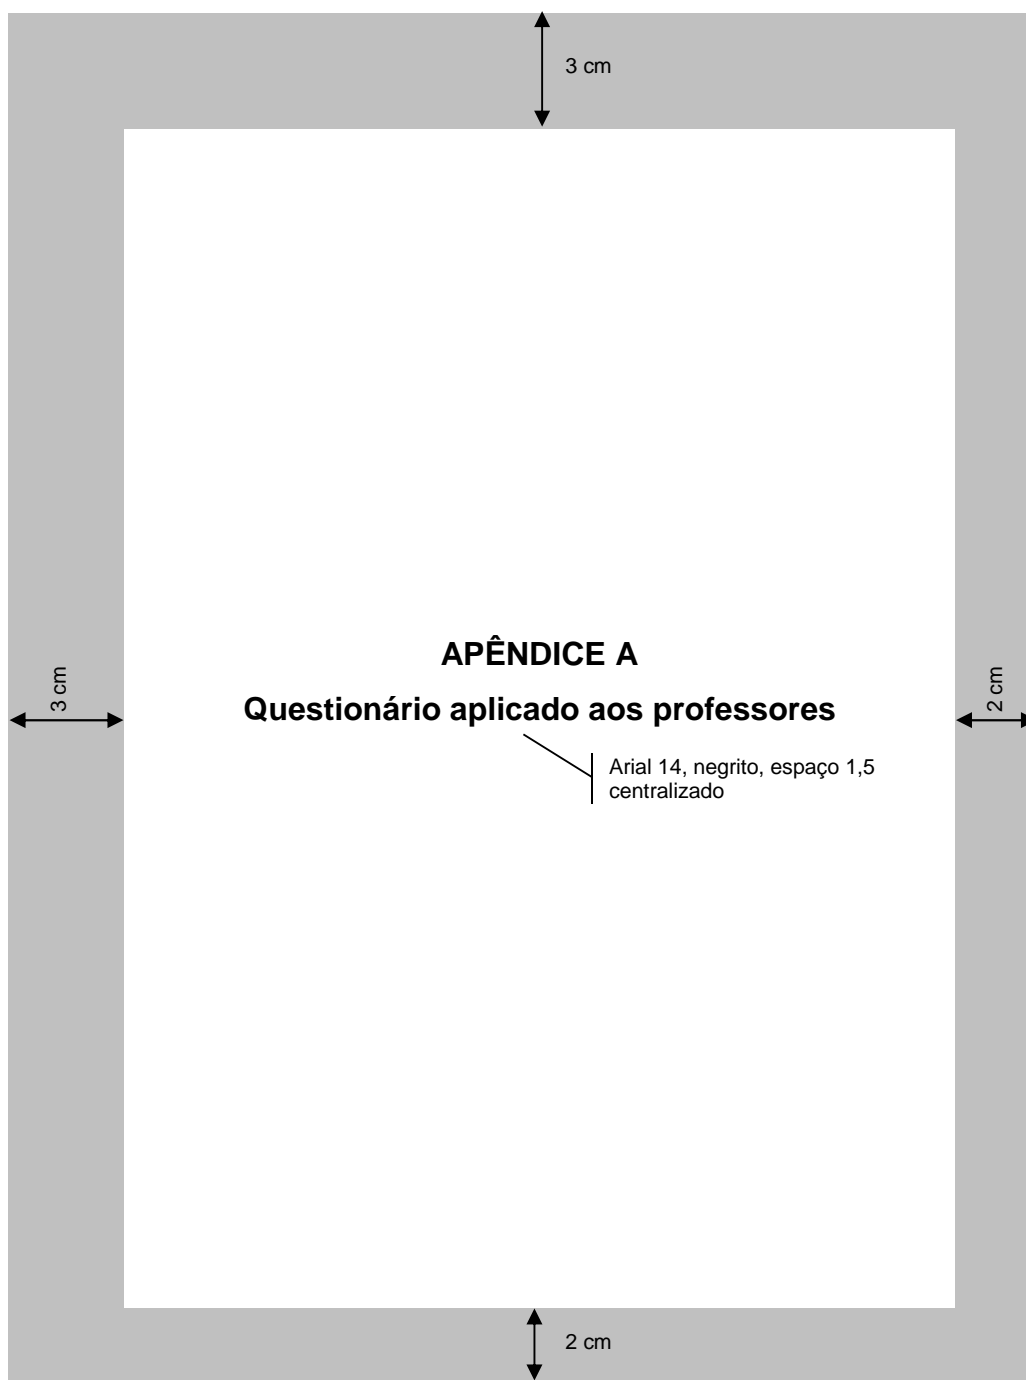 3 cm
APÊNDICE A
3 cm
2 cm
Questionário aplicado aos professores
Arial 14, negrito, espaço 1,5
centralizado
2 cm